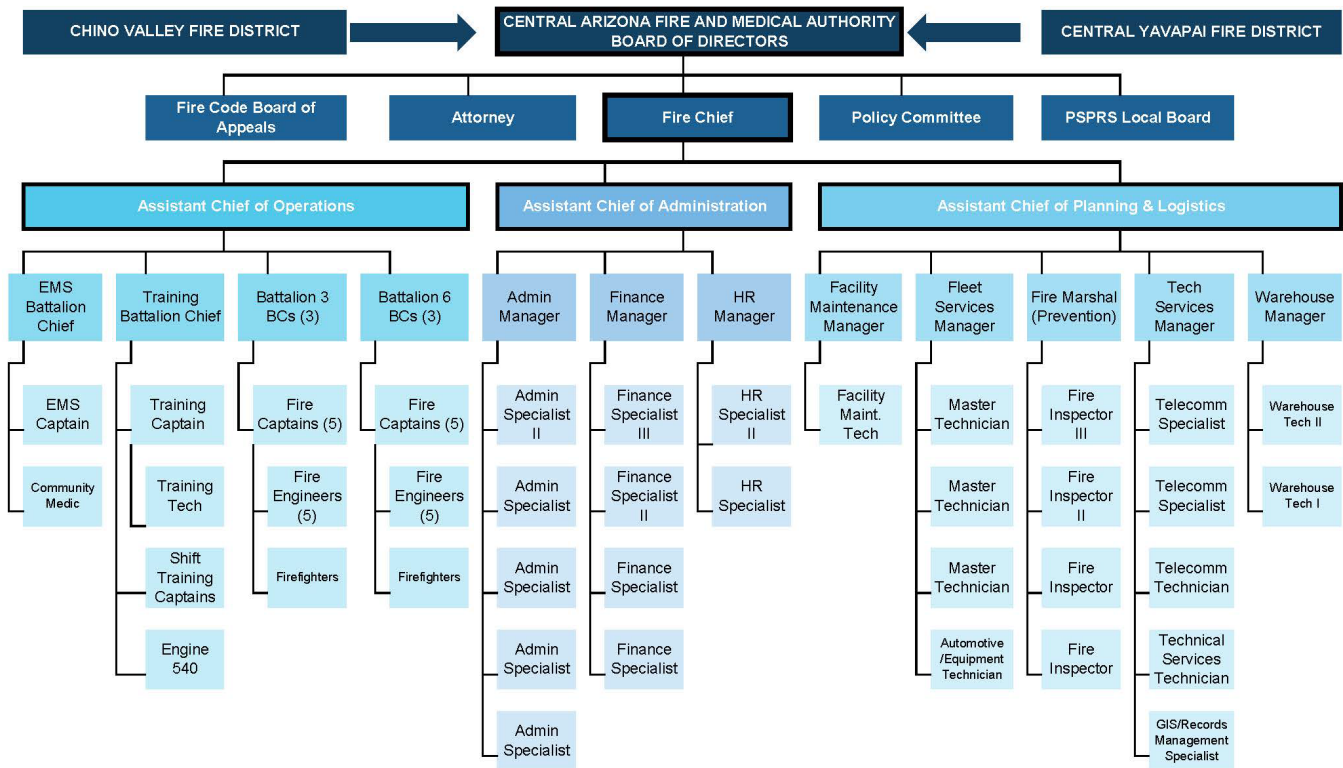 CHINO VALLEY FIRE DISTRICT
CENTRAL ARIZONA FIRE AND MEDICAL AUTHORITY
BOARD OF DIRECTORS
CENTRAL YAVAPAI FIRE DISTRICT
Fire Code Board of
Appeals
Attorney
Fire Chief
Policy Committee
PSPRS Local Board
Assistant Chief of Operations
Assistant Chief of Administration
Assistant Chief of Planning & Logistics
EMS
Battalion
Chief
Training
Battalion Chief
Battalion 3
BCs (3)
Battalion 6
BCs (3)
Admin
Manager
Finance
Manager
HR
Manager
Facility
Maintenance
Manager
Fleet
Services
Manager
Fire Marshal
(Prevention)
Tech
Services
Manager
Warehouse
Manager
EMS
Captain
Training
Captain
Fire
Captains (5)
Fire
Captains (5)
Admin
Specialist
II
Finance
Specialist
III
HR
Specialist
II
Facility
Maint.
Tech
Master
Technician
Fire
Inspector
III
Telecomm
Specialist
Warehouse
Tech II
Community
Medic
Training
Tech
Fire
Engineers
(5)
Fire
Engineers
(5)
Admin
Specialist
Finance
Specialist
II
HR
Specialist
Master
Technician
Fire
Inspector
II
Telecomm
Specialist
Warehouse
Tech I
Shift
Training
Captains
Firefighters
Firefighters
Admin
Specialist
Finance
Specialist
Master
Technician
Fire
Inspector
Telecomm
Technician
Engine
540
Admin
Specialist
Finance
Specialist
Automotive
/Equipment
Technician
Fire
Inspector
Technical
Services
Technician
Admin
Specialist
GIS/Records
Management
Specialist